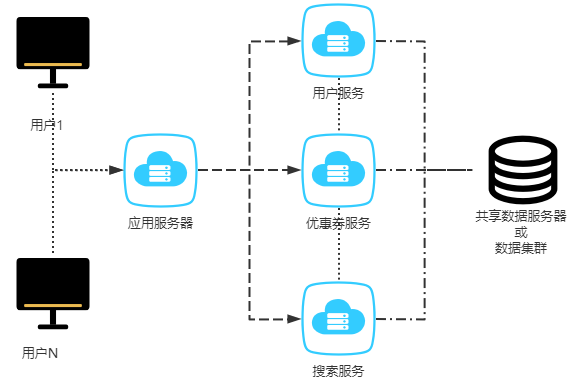 用户1
用户服务
应用服务器
优惠券服务
共享数据服务器
或
数据集群
用户N
搜索服务